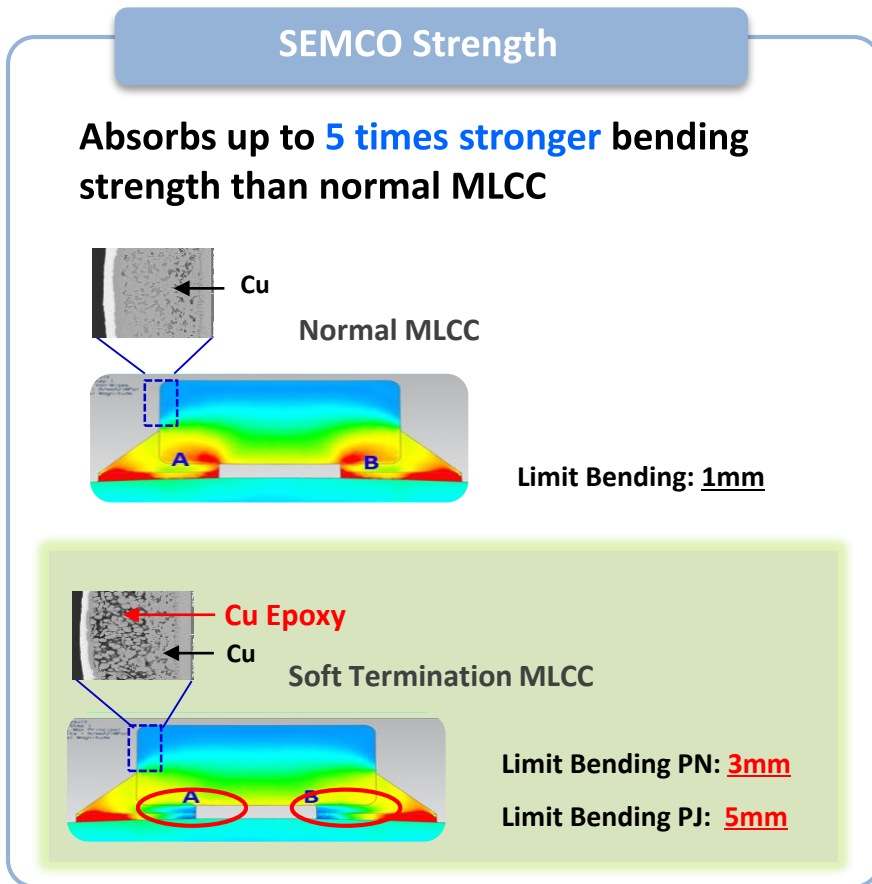 SEMCO Strength
Absorbs up to 5 times stronger bending
strength than normal MLCC
Cu
Normal MLCC
A
B
Limit Bending: 1mm
Cu Epoxy
Cu
Soft Termination MLCC
A
B
Limit Bending PN: 3mm
Limit Bending PJ: 5mm